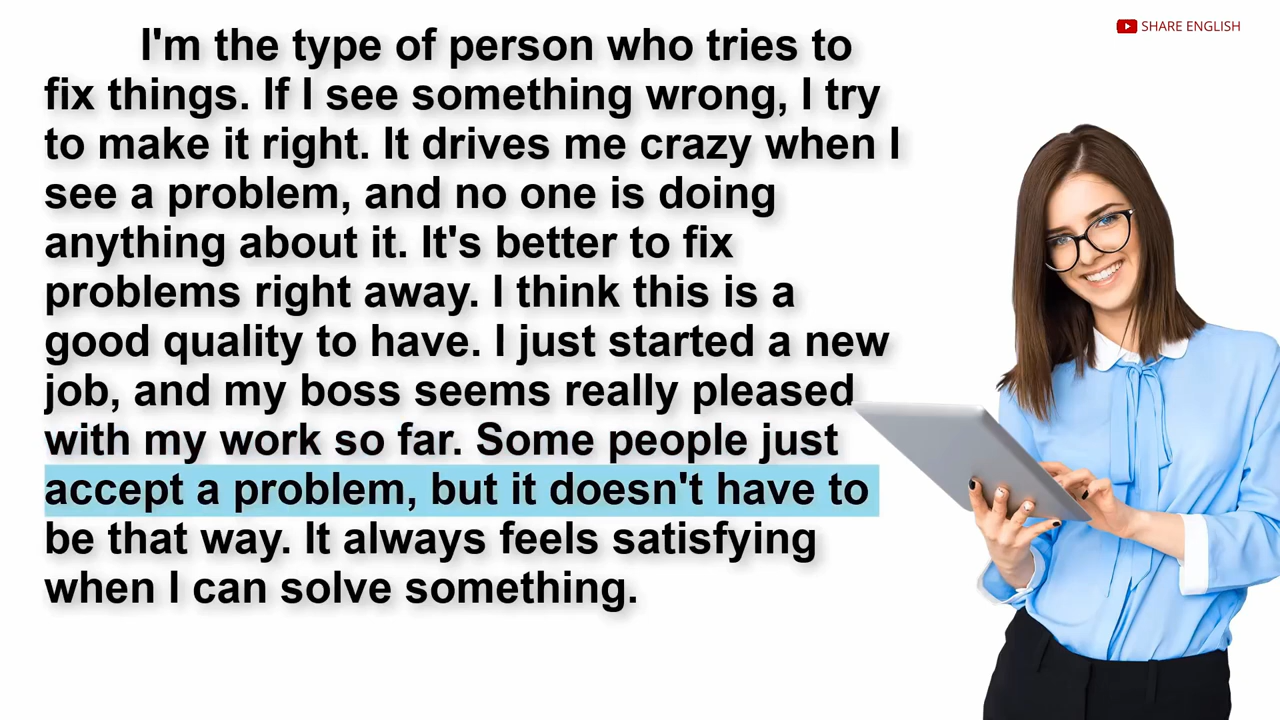 SHARE ENGLISH
I'm the type of person who tries to
fix things. If I see something wrong, I try
to make it right. It drives me crazy when I
see a problem, and no one is doing
anything about it. It's better to fix
problems right away. I think this is a
good quality to have. I just started a new
job, and my boss seems really pleased
with my work so far. Some people just
accept a problem, but it doesn't have to
be that way. It always feels satisfying
when I can solve something.